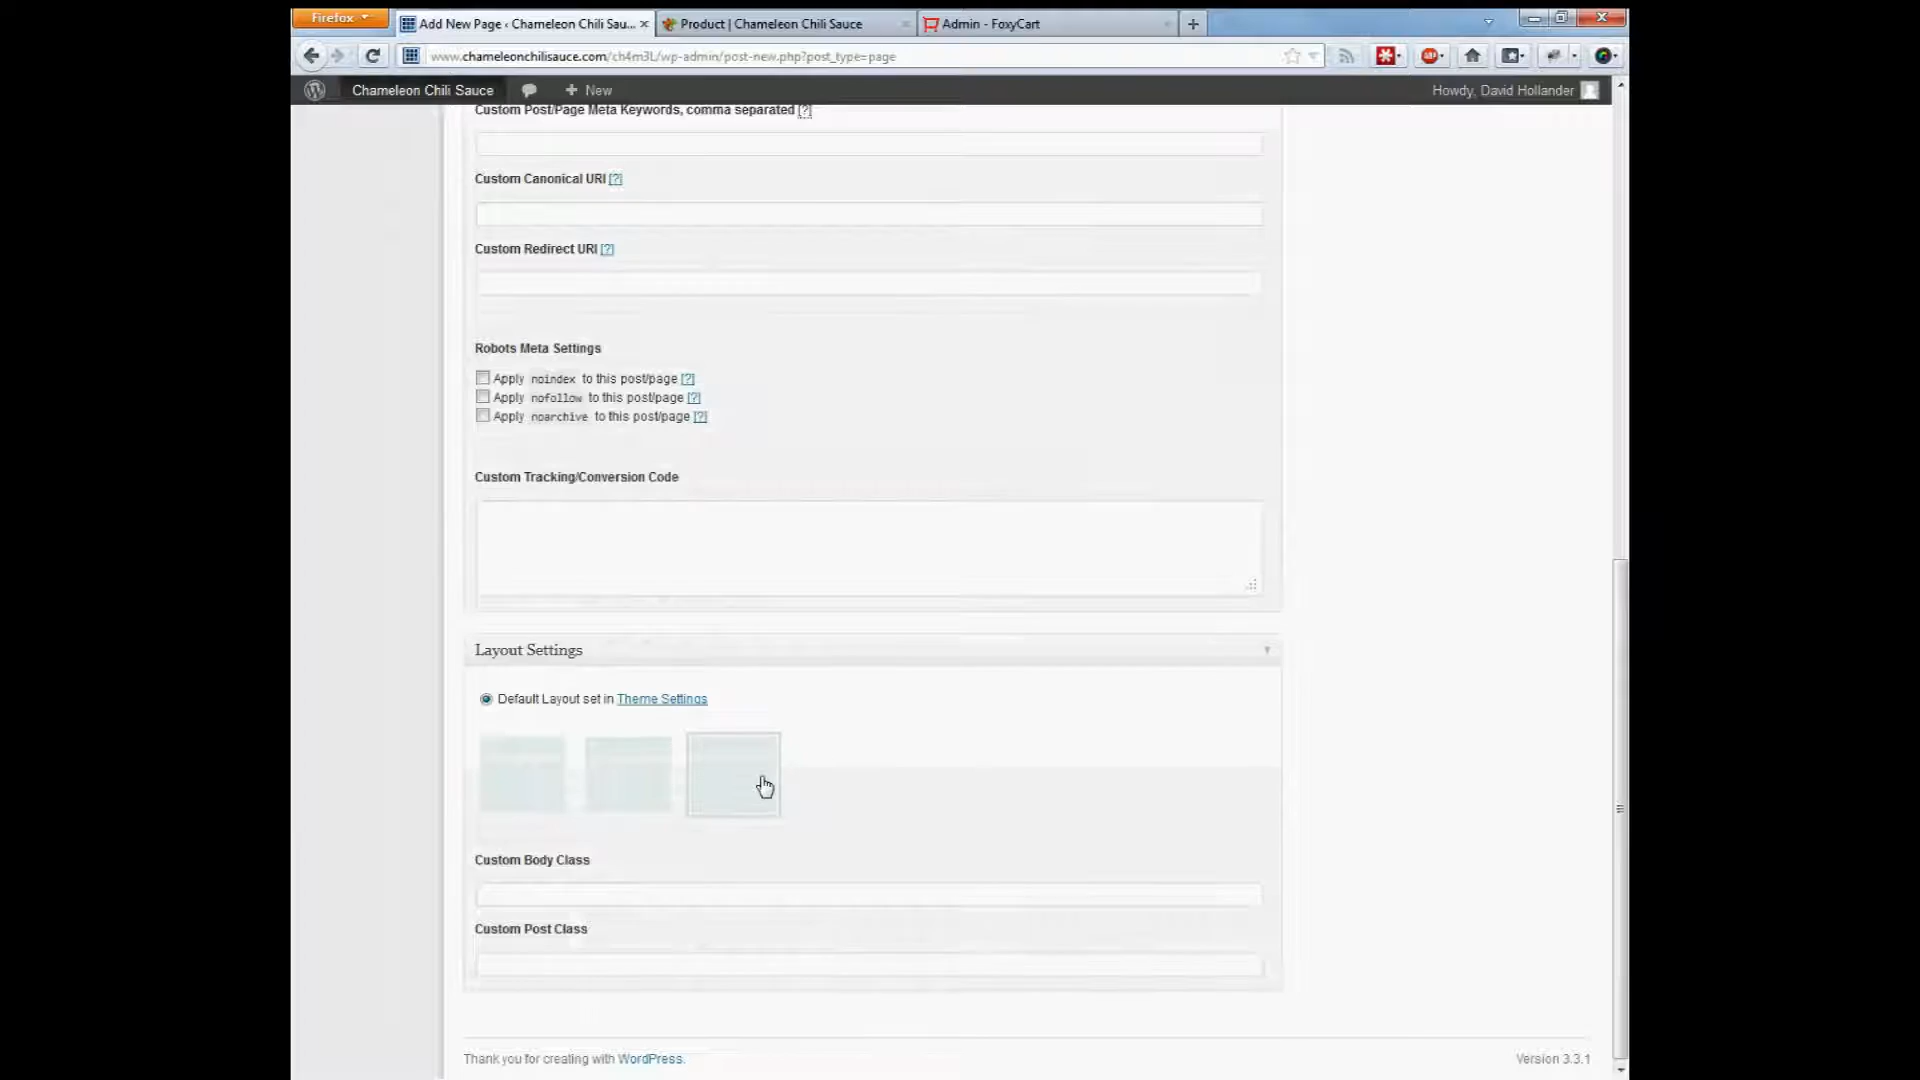 Firefox
Add New Page ‹ Chameleon Chili Sau...
Product | Chameleon Chili Sauce
Admin - FoxyCart
www.chameleonchilisauce.com/ch4m3L/wp-admin/post-new.php?post_type=page
Chameleon Chili Sauce
New
Howdy, David Hollander
Custom Post/Page Meta Keywords, comma separated [?]
Custom Canonical URI [?]
Custom Redirect URI [?]
Robots Meta Settings
Apply noindex to this post/page [?]
Apply nofollow to this post/page [?]
Apply noarchive to this post/page [?]
Custom Tracking/Conversion Code
Layout Settings
Default Layout set in Theme Settings
Custom Body Class
Custom Post Class
Thank you for creating with WordPress.
Version 3.3.1